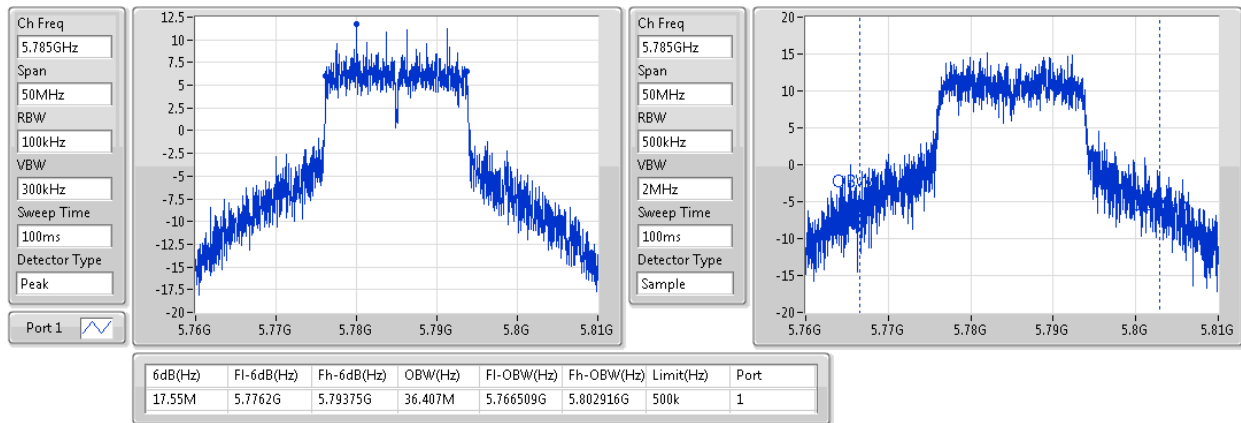 Ch Freq
5.785GHz
Span
50MHz
RBW
100kHz
VBW
300kHz
Sweep Time
100ms
Detector Type
Peak
Port 1
12.5
10
7.5
5
2.5
0
-2.5
-5
-7.5
-10
-12.5
-15
-17.5
-20
5.76G 5.77G 5.78G 5.79G 5.8G 5.81G
Ch Freq
5.785GHz
Span
50MHz
RBW
500kHz
VBW
2MHz
Sweep Time
100ms
Detector Type
Sample
20
15
10
5
0
-5
-10
-15
-20
OBW
5.76G 5.77G 5.78G 5.79G 5.8G 5.81G
6dB(Hz) Fl-6dB(Hz) Fh-6dB(Hz) OBW(Hz) Fl-OBW(Hz) Fh-OBW(Hz) Limit(Hz) Port
17.55M 5.7762G 5.79375G 36.407M 5.766509G 5.802916G 500k 1